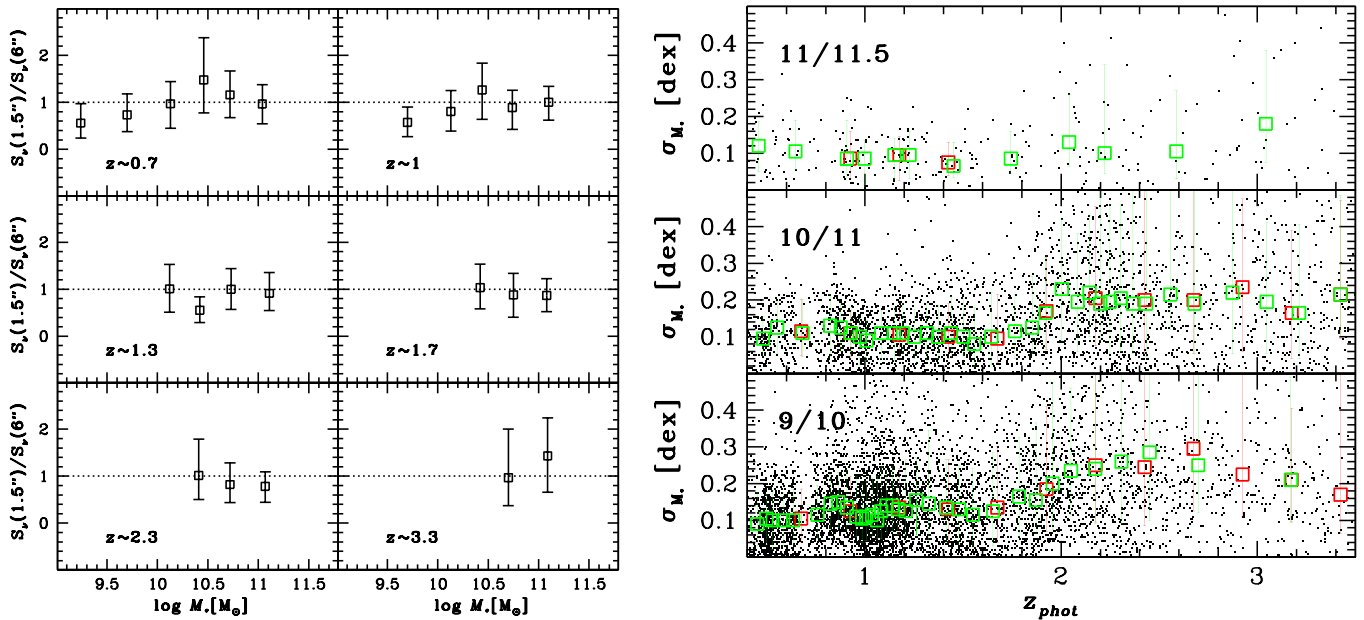 S_ν(1.5")/S_ν(6")
2
1
0
z~0.7
z~1
S_ν(1.5")/S_ν(6")
2
1
0
z~1.3
z~1.7
S_ν(1.5")/S_ν(6")
2
1
0
z~2.3
z~3.3
9.5 10 10.5 11 11.5
9.5 10 10.5 11 11.5
log M_*[M_⊙]
log M_*[M_⊙]
σ_M* [dex]
0.4
0.3
0.2
0.1
11/11.5
σ_M* [dex]
0.4
0.3
0.2
0.1
10/11
σ_M* [dex]
0.4
0.3
0.2
0.1
9/10
1 2 3
z_phot